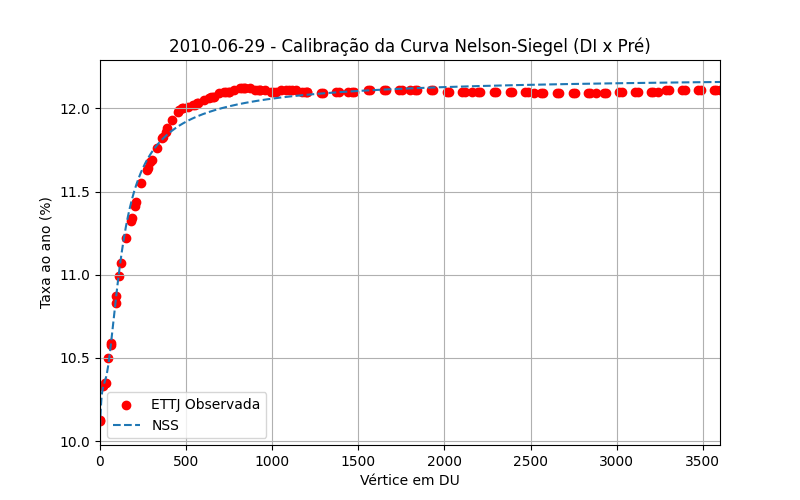 2010-06-29 - Calibração da Curva Nelson-Siegel (DI x Pré)
12.0
11.5
11.0
10.5
10.0
Taxa ao ano (%)
ETTJ Observada
NSS
0 500 1000 1500 2000 2500 3000 3500
Vértice em DU